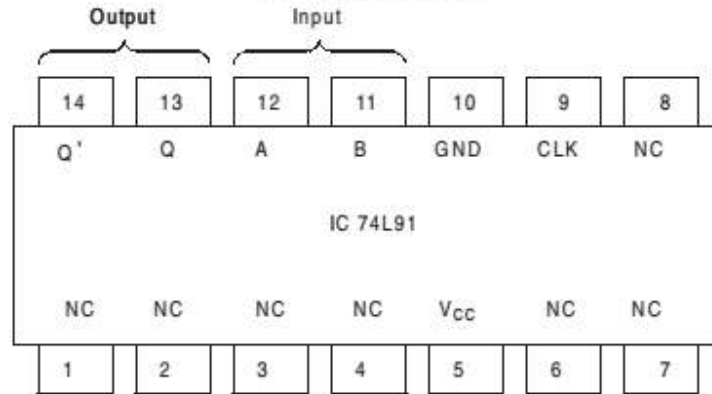 Output Input
14 13 12 11 10 9 8
Q' Q A B GND CLK NC
IC 74L91
NC NC NC NC VCC NC NC
1 2 3 4 5 6 7